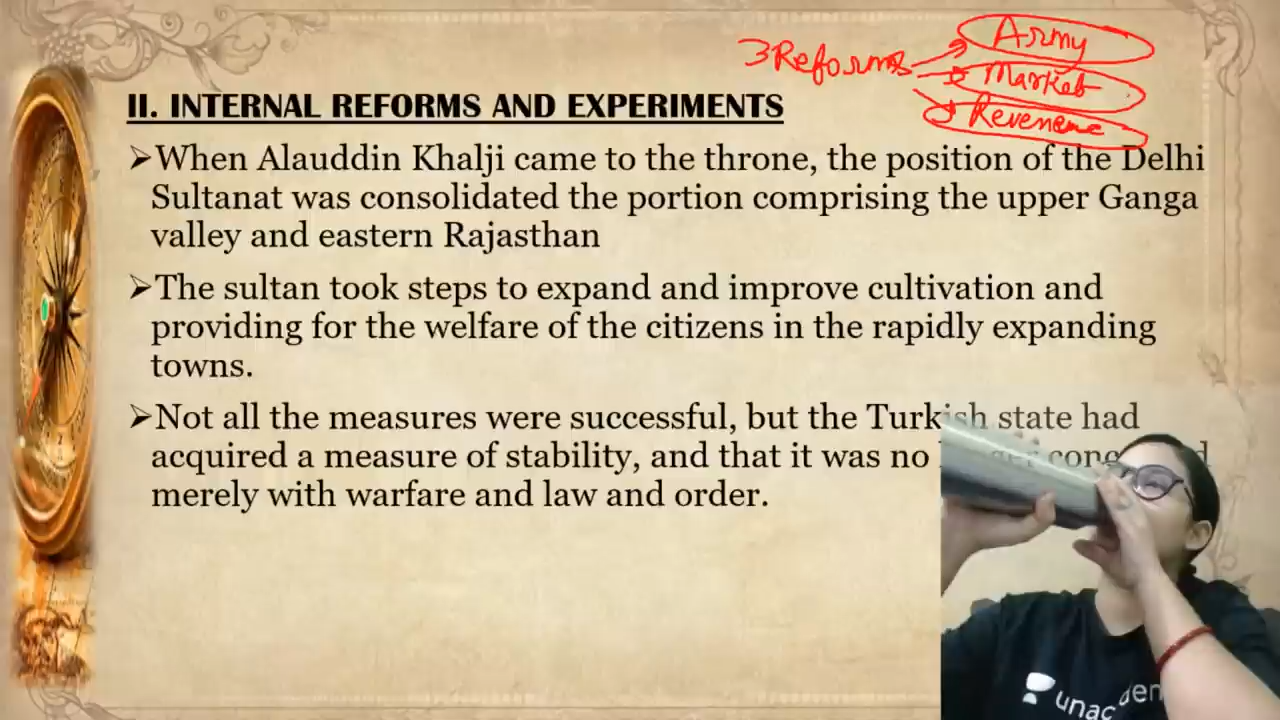 3 Reforms
Army
Market
Revenue
II. INTERNAL REFORMS AND EXPERIMENTS
➢When Alauddin Khalji came to the throne, the position of the Delhi
Sultanat was consolidated the portion comprising the upper Ganga
valley and eastern Rajasthan
➢The sultan took steps to expand and improve cultivation and
providing for the welfare of the citizens in the rapidly expanding
towns.
➢Not all the measures were successful, but the Turkish state had
acquired a measure of stability, and that it was no
merely with warfare and law and order.
unacadem